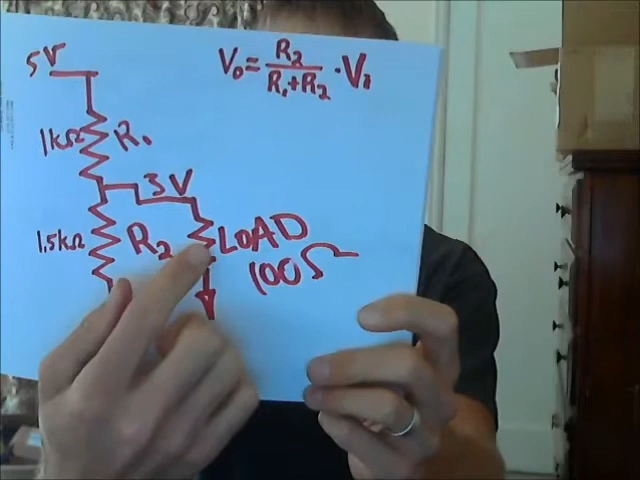 5V
V₀ = R₂ / (R₁+R₂) · V₁
1kΩ R₁
3V
1.5kΩ R₂ LOAD
100Ω